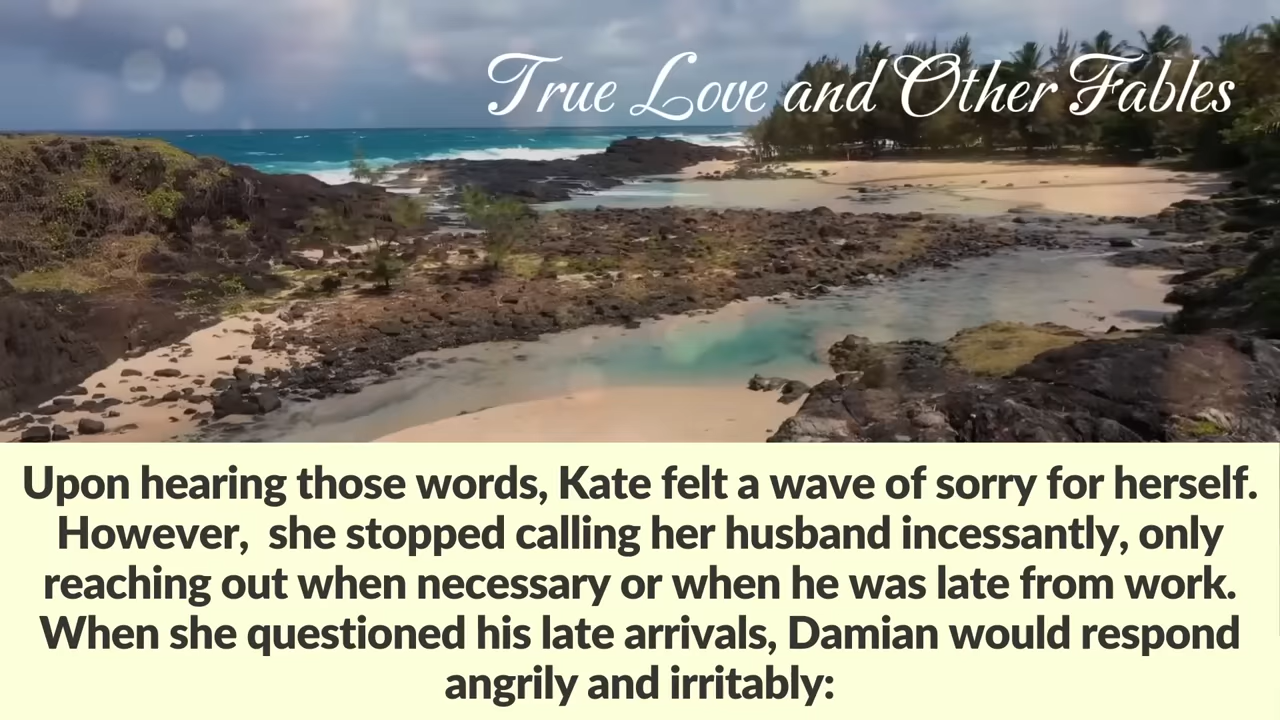 True Love and Other Fables
Upon hearing those words, Kate felt a wave of sorry for herself.
However,  she stopped calling her husband incessantly, only
reaching out when necessary or when he was late from work.
When she questioned his late arrivals, Damian would respond
angrily and irritably: